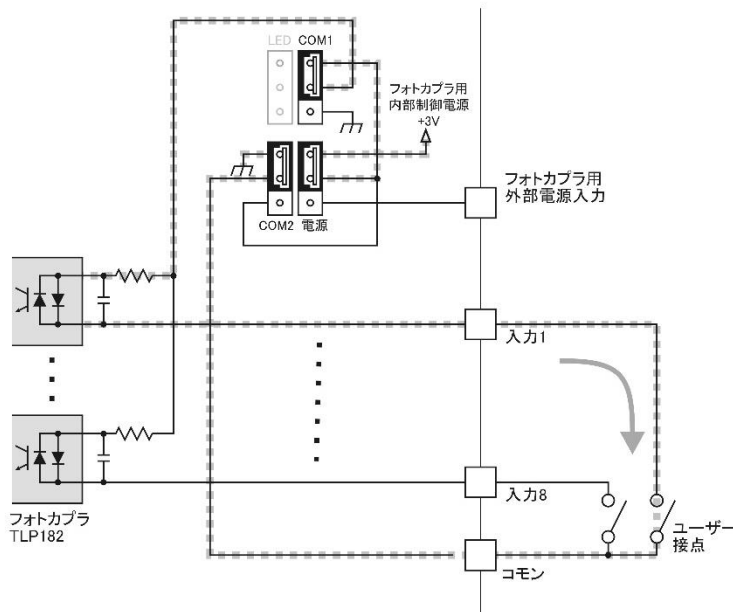 LED COM1
フォトカプラ用
内部制御電源
+3V
COM2 電源
フォトカプラ用
外部電源入力
入力1
入力8
フォトカプラ
TLP182
ユーザー
接点
コモン